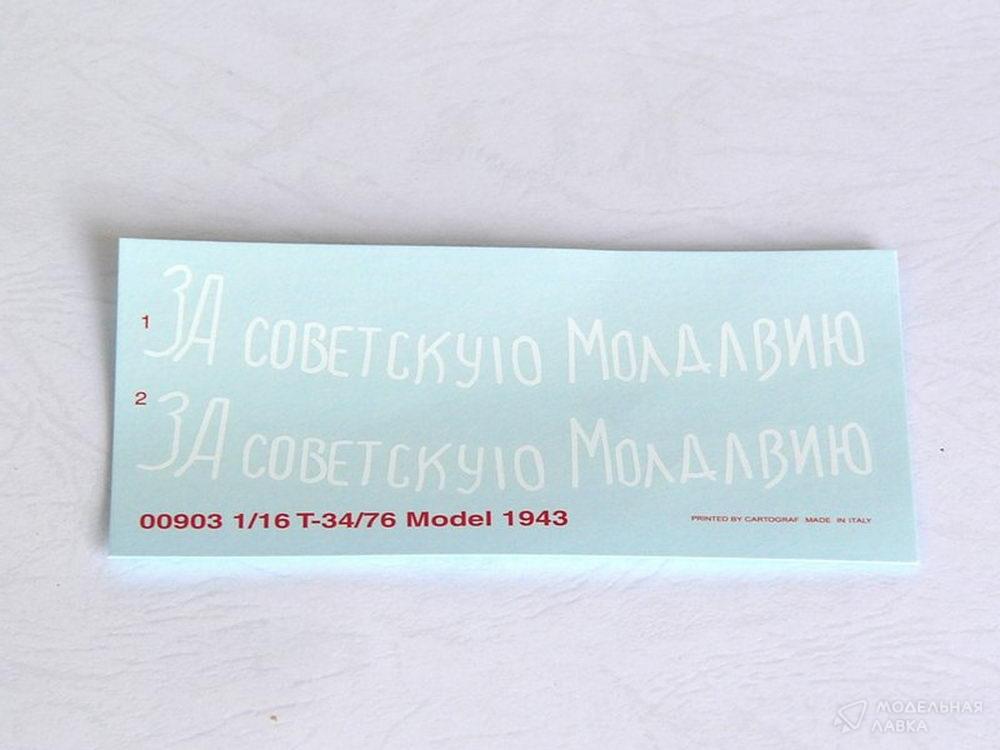 1 ЗА советскую Молдавию
2 ЗА советскую Молдавию
00903 1/16 T-34/76 Model 1943
PRINTED BY CARTOGRAF MADE IN ITALY
МОДЕЛЬНАЯ
ЛАВКА